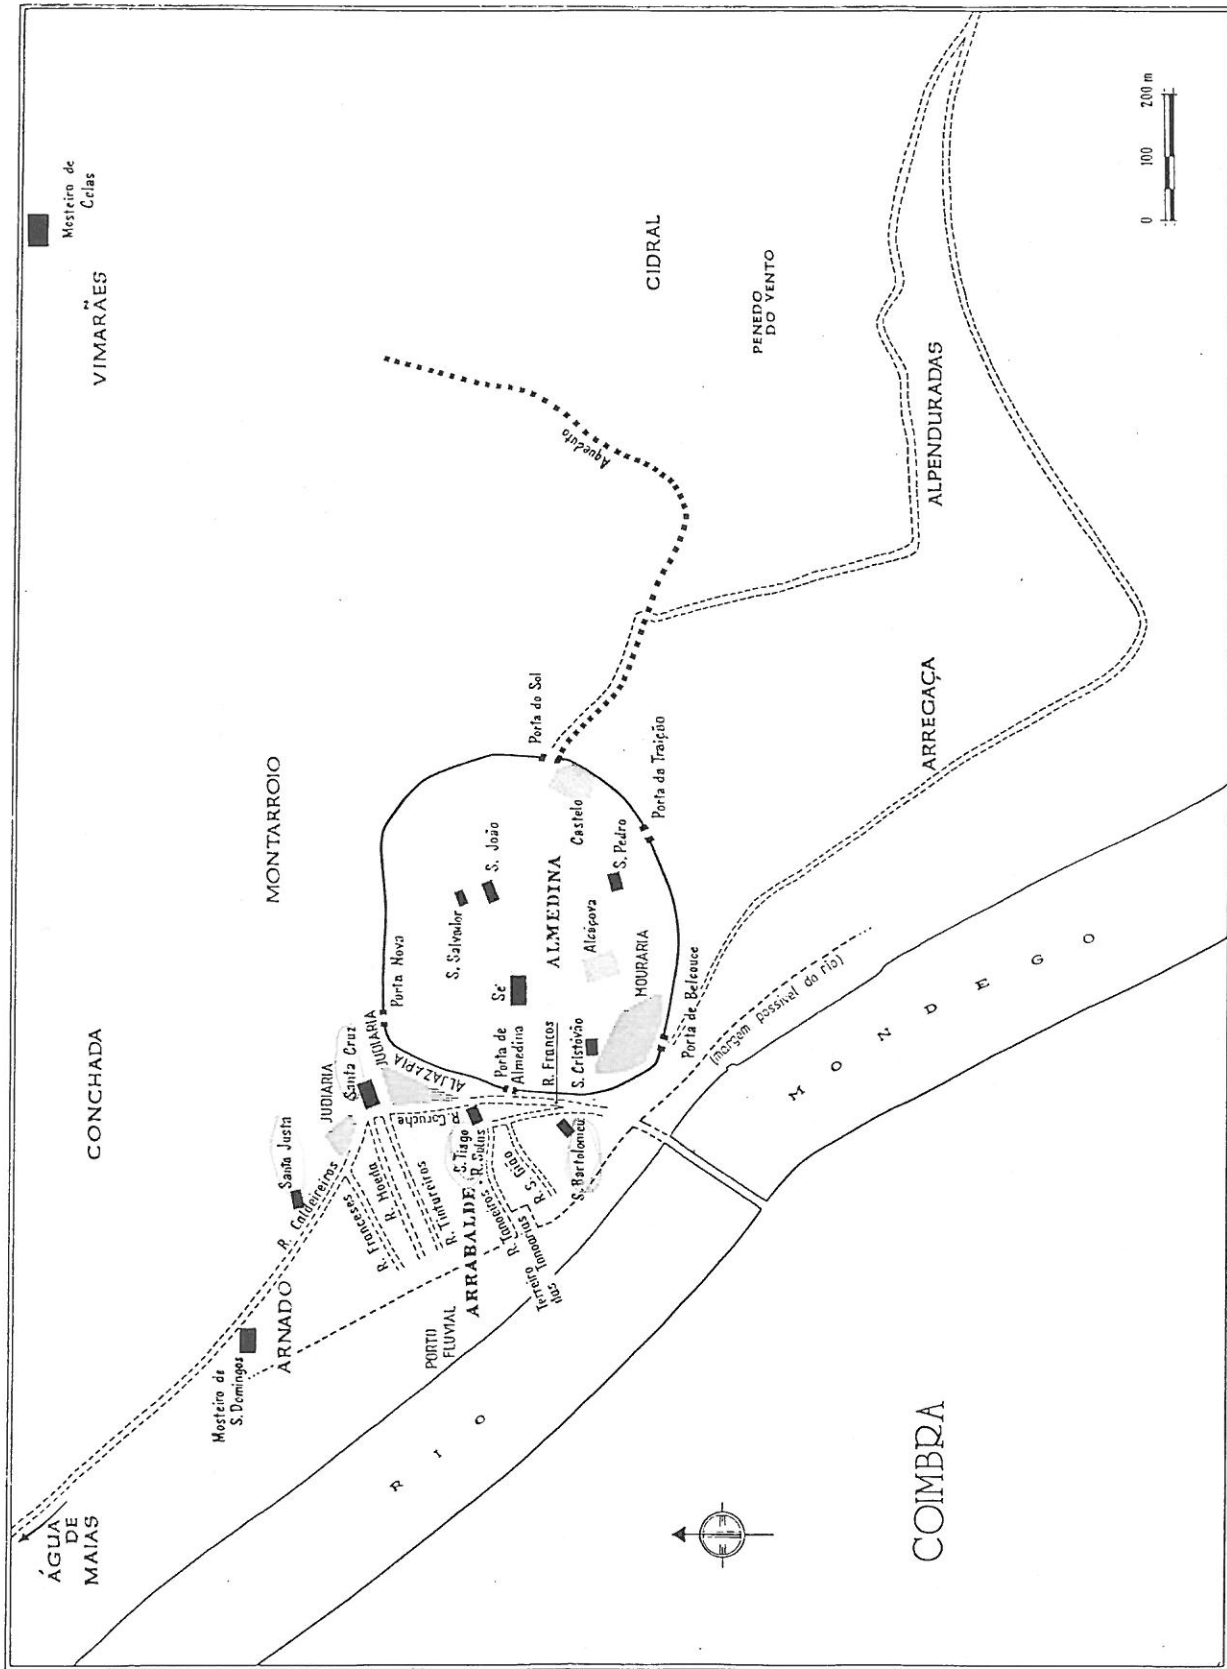 Mosteiro de
Celas
VIMARÃES
CONCHADA
MONTARROIO
CIDRAL
PENEDO
DO VENTO
Aqueduto
ÁGUA
DE
MAIAS
Santa Justa
JUDIARIA
Santa Cruz
JUDIARIA
Porta Nova
ALJAZARIA
R. Caldeireiros
R. Coruche
R. Franceses
R. Moeda
R. Tintureiros
ARNADO
Mosteiro de
S. Domingos
S. Salvador
S. João
Porta do Sol
Sé
Porta de
Almedina
ALMEDINA
Castelo
R. Francos
S. Cristóvão
Alcáçova
S. Pedro
MOURARIA
Porta da Traição
Porta de Belcouce
S. Tiago
R. Solus
ARRABALDE
R. Tanoeiros
R. S. Gião
S. Bartolomeu
Terreiro
das
Tanoarias
PORTO
FLUVIAL
(margem possível do rio)
ALPENDURADAS
ARREGAÇA
RIO
MONDEGO
0 100 200 m
COIMBRA